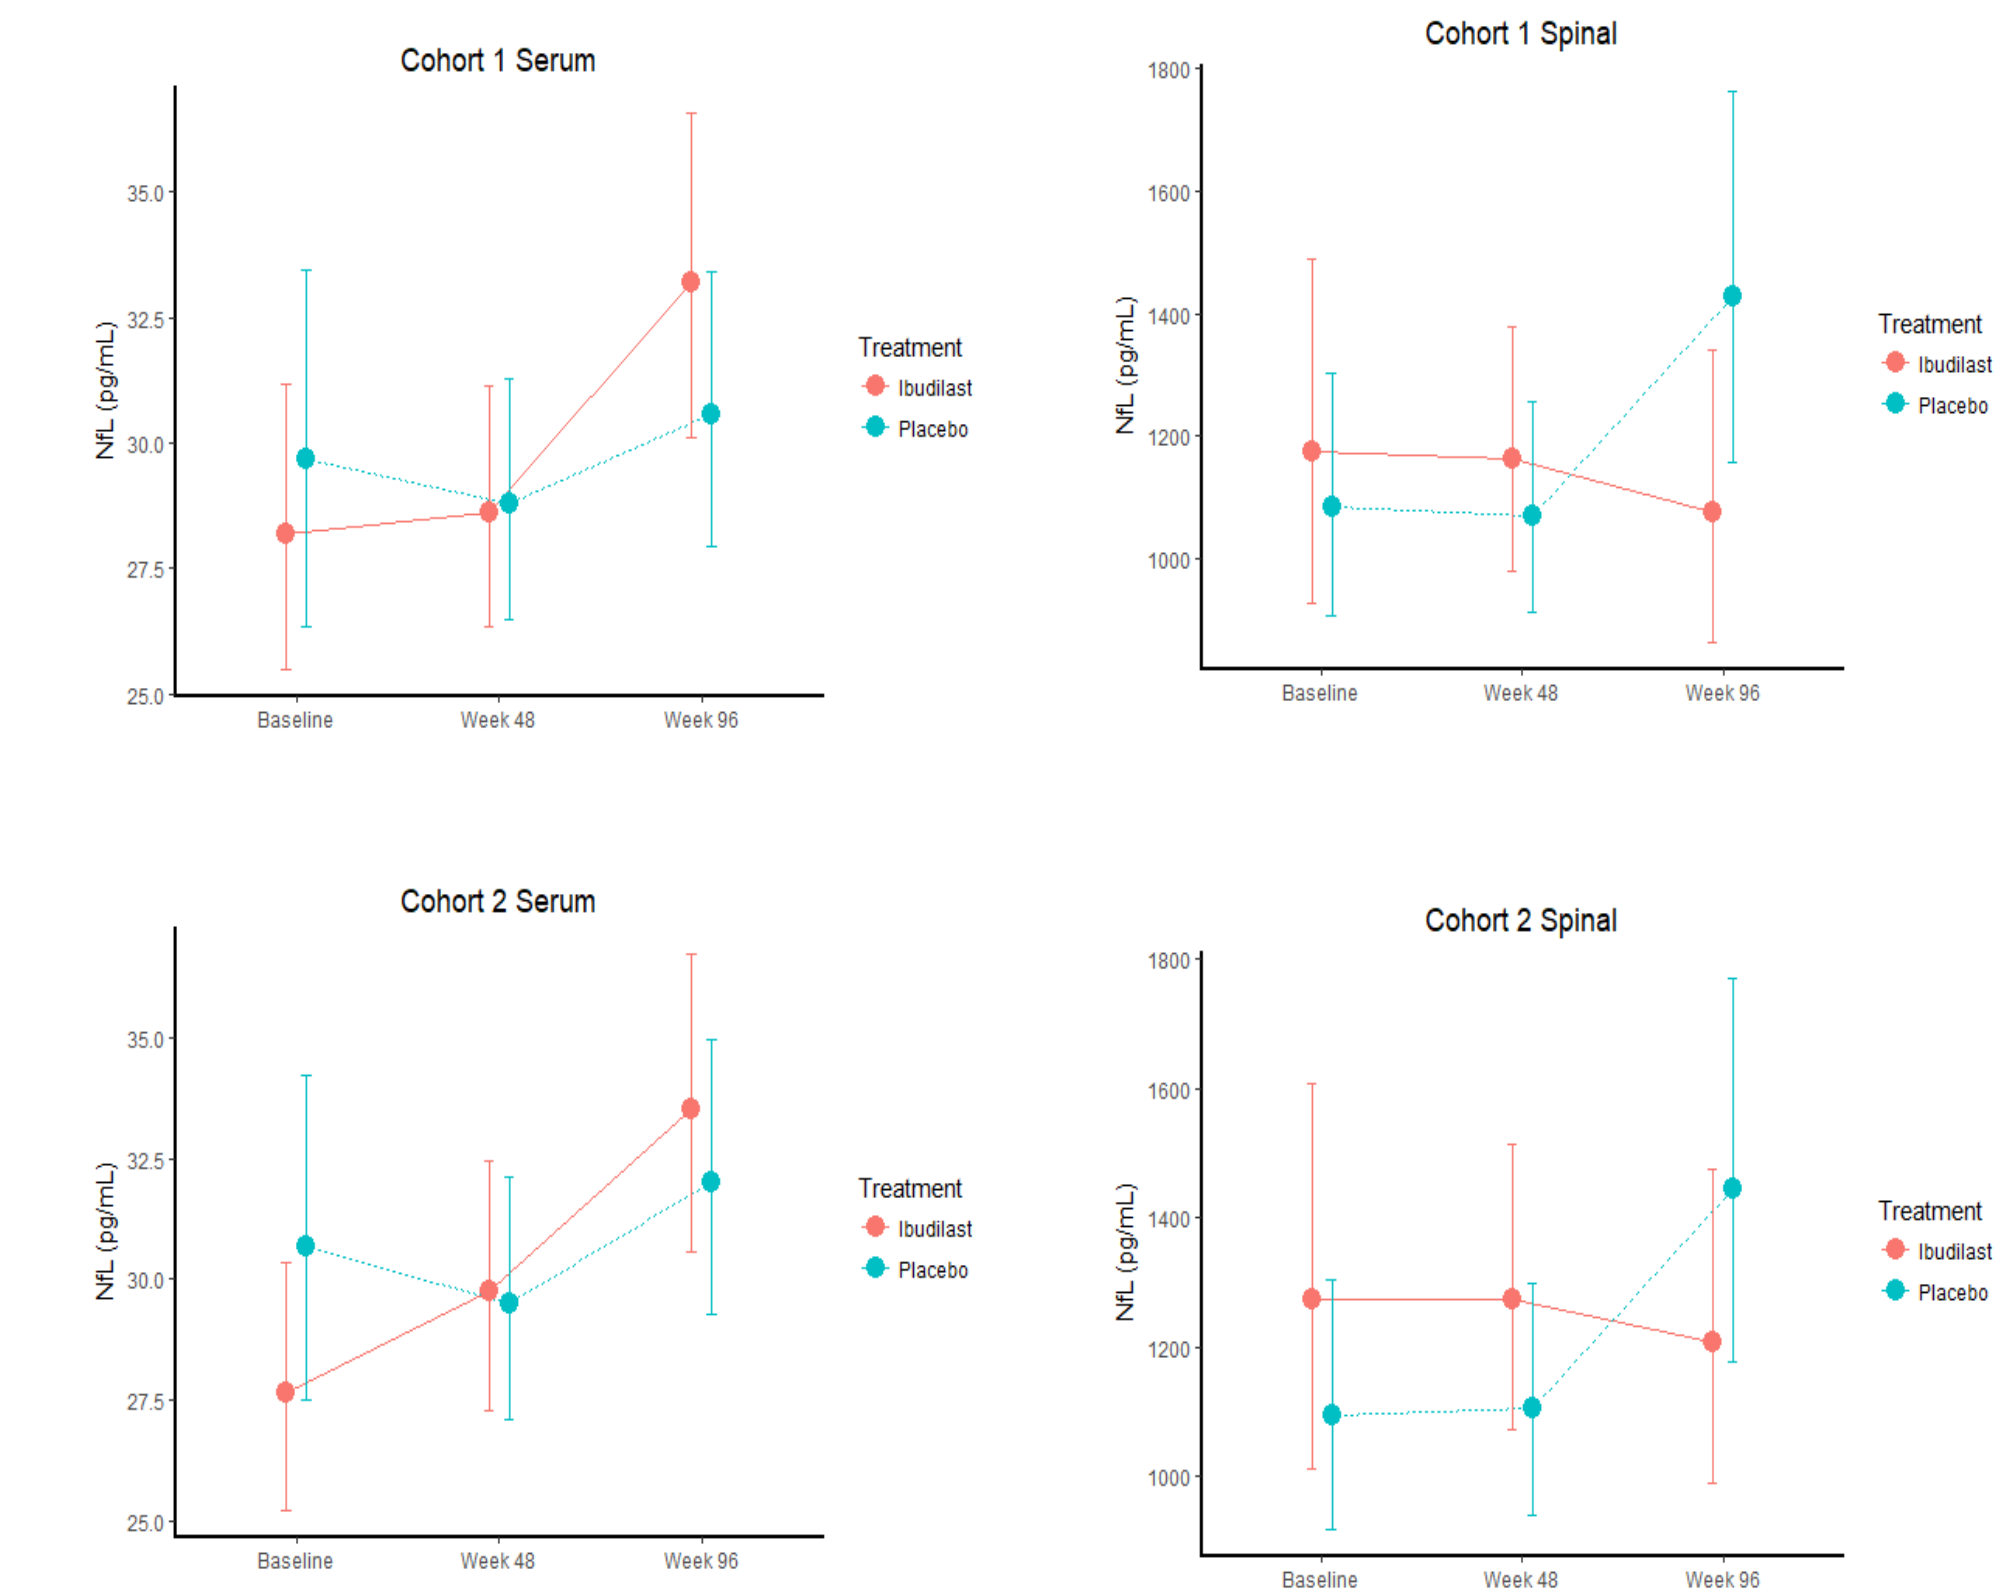 Cohort 1 Serum
NfL (pg/mL)
35.0
32.5
30.0
27.5
25.0
Baseline Week 48 Week 96
Treatment
Ibudilast
Placebo
Cohort 1 Spinal
NfL (pg/mL)
1800
1600
1400
1200
1000
Baseline Week 48 Week 96
Treatment
Ibudilast
Placebo
Cohort 2 Serum
NfL (pg/mL)
35.0
32.5
30.0
27.5
25.0
Baseline Week 48 Week 96
Treatment
Ibudilast
Placebo
Cohort 2 Spinal
NfL (pg/mL)
1800
1600
1400
1200
1000
Baseline Week 48 Week 96
Treatment
Ibudilast
Placebo